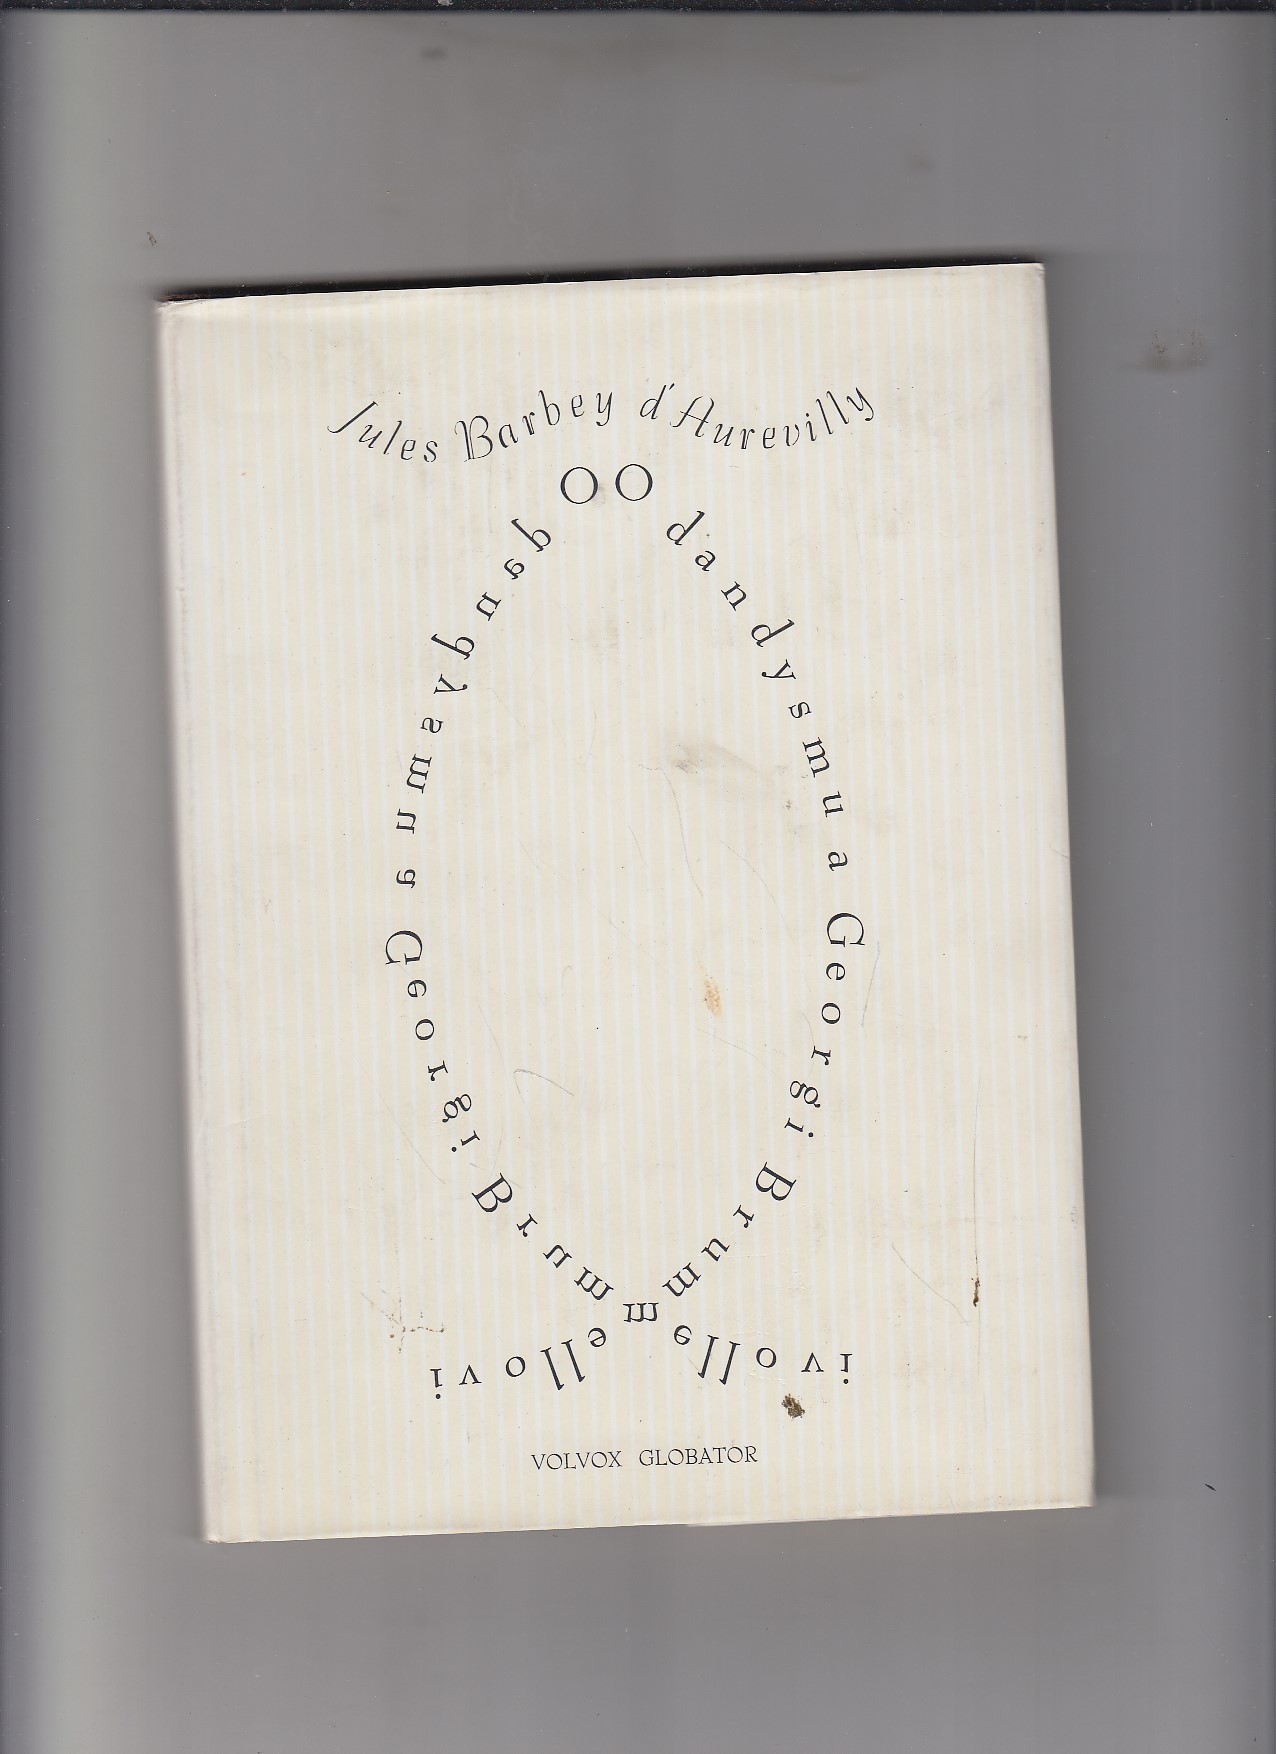 Jules Barbey d'Aurevilly
O dandysmu a Georgi Brummellovi
O dandysmu a Georgi Brummellovi
VOLVOX GLOBATOR